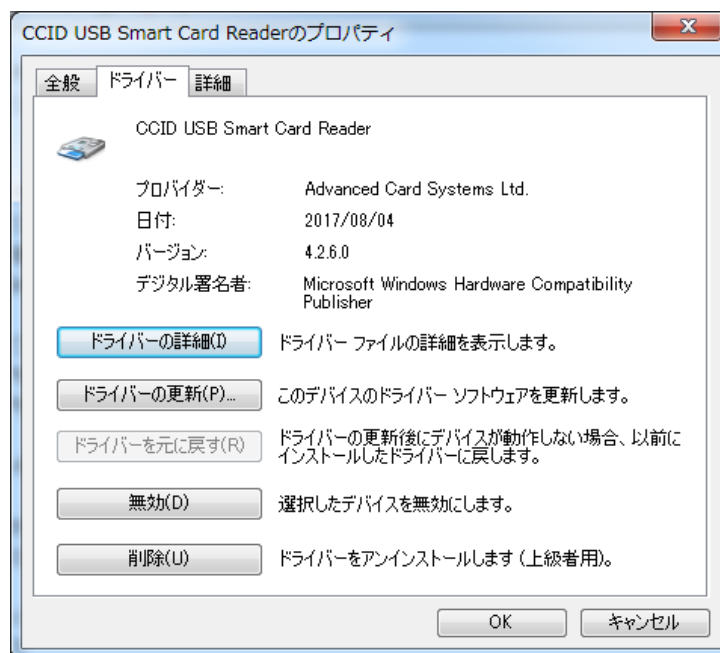 CCID USB Smart Card Readerのプロパティ
全般 ドライバー 詳細
CCID USB Smart Card Reader
プロバイダー: Advanced Card Systems Ltd.
日付: 2017/08/04
バージョン: 4.2.6.0
デジタル署名者: Microsoft Windows Hardware Compatibility
Publisher
ドライバーの詳細(I) ドライバー ファイルの詳細を表示します。
ドライバーの更新(P)... このデバイスのドライバー ソフトウェアを更新します。
ドライバーを元に戻す(R) ドライバーの更新後にデバイスが動作しない場合、以前に
インストールしたドライバーに戻します。
無効(D) 選択したデバイスを無効にします。
削除(U) ドライバーをアンインストールします (上級者用)。
OK キャンセル